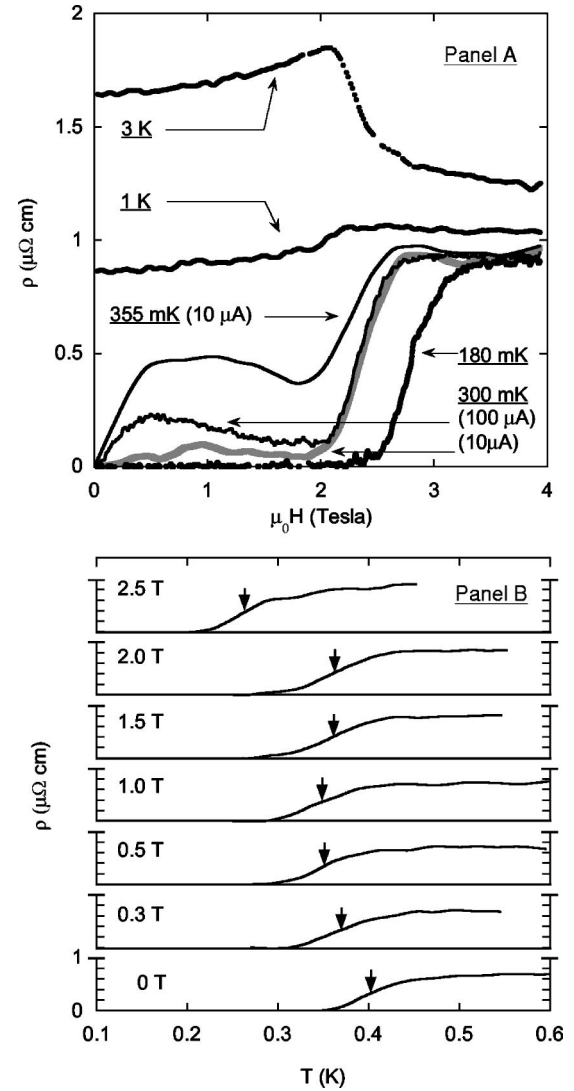 2
Panel A
1.5
3 K
ρ (μΩ cm)
1 K
1
355 mK (10 μA)
180 mK
0.5
300 mK
(100 μA)
(10μA)
0
0 1 2 3 4
μ₀H (Tesla)
2.5 T
Panel B
2.0 T
1.5 T
ρ (μΩ cm)
1.0 T
0.5 T
0.3 T
1
0 T
0
0.1 0.2 0.3 0.4 0.5 0.6
T (K)